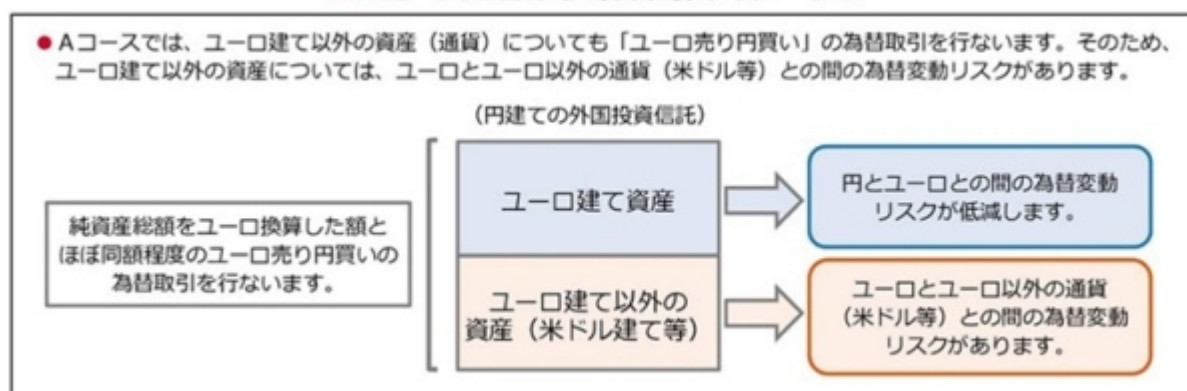 ●Aコースでは、ユーロ建て以外の資産（通貨）についても「ユーロ売り円買い」の為替取引を行ないます。そのため、
ユーロ建て以外の資産については、ユーロとユーロ以外の通貨（米ドル等）との間の為替変動リスクがあります。
（円建ての外国投資信託）
純資産総額をユーロ換算した額と
ほぼ同額程度のユーロ売り円買いの
為替取引を行ないます。
ユーロ建て資産
円とユーロとの間の為替変動
リスクが低減します。
ユーロ建て以外の
資産（米ドル建て等）
ユーロとユーロ以外の通貨
（米ドル等）との間の為替変動
リスクがあります。